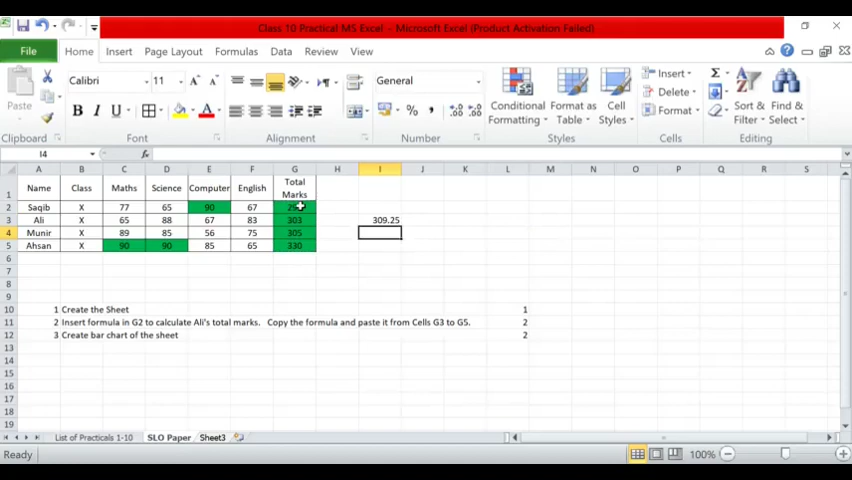 Class 10 Practical MS Excel - Microsoft Excel (Product Activation Failed)
File Home Insert Page Layout Formulas Data Review View
Calibri 11 General
Paste
B I U A % ,
Conditional Formatting
Format as Table
Cell Styles
Insert
Delete
Format
Sort & Filter
Find & Select
Clipboard Font Alignment Number Styles Cells Editing
I4 fx
A B C D E F G H I J K L M N O P Q R S
1 Name Class Maths Science Computer English Total Marks
2 Saqib X 77 65 90 67
3 Ali X 65 88 67 83 303 309.25
4 Munir X 89 85 56 75 305
5 Ahsan X 90 90 85 65 330
6
7
8
9
10 1 Create the Sheet 1
11 2 Insert formula in G2 to calculate Ali's total marks. Copy the formula and paste it from Cells G3 to G5. 2
12 3 Create bar chart of the sheet 2
13
14
15
16
17
18
19
List of Practicals 1-10 SLO Paper Sheet3
Ready 100%